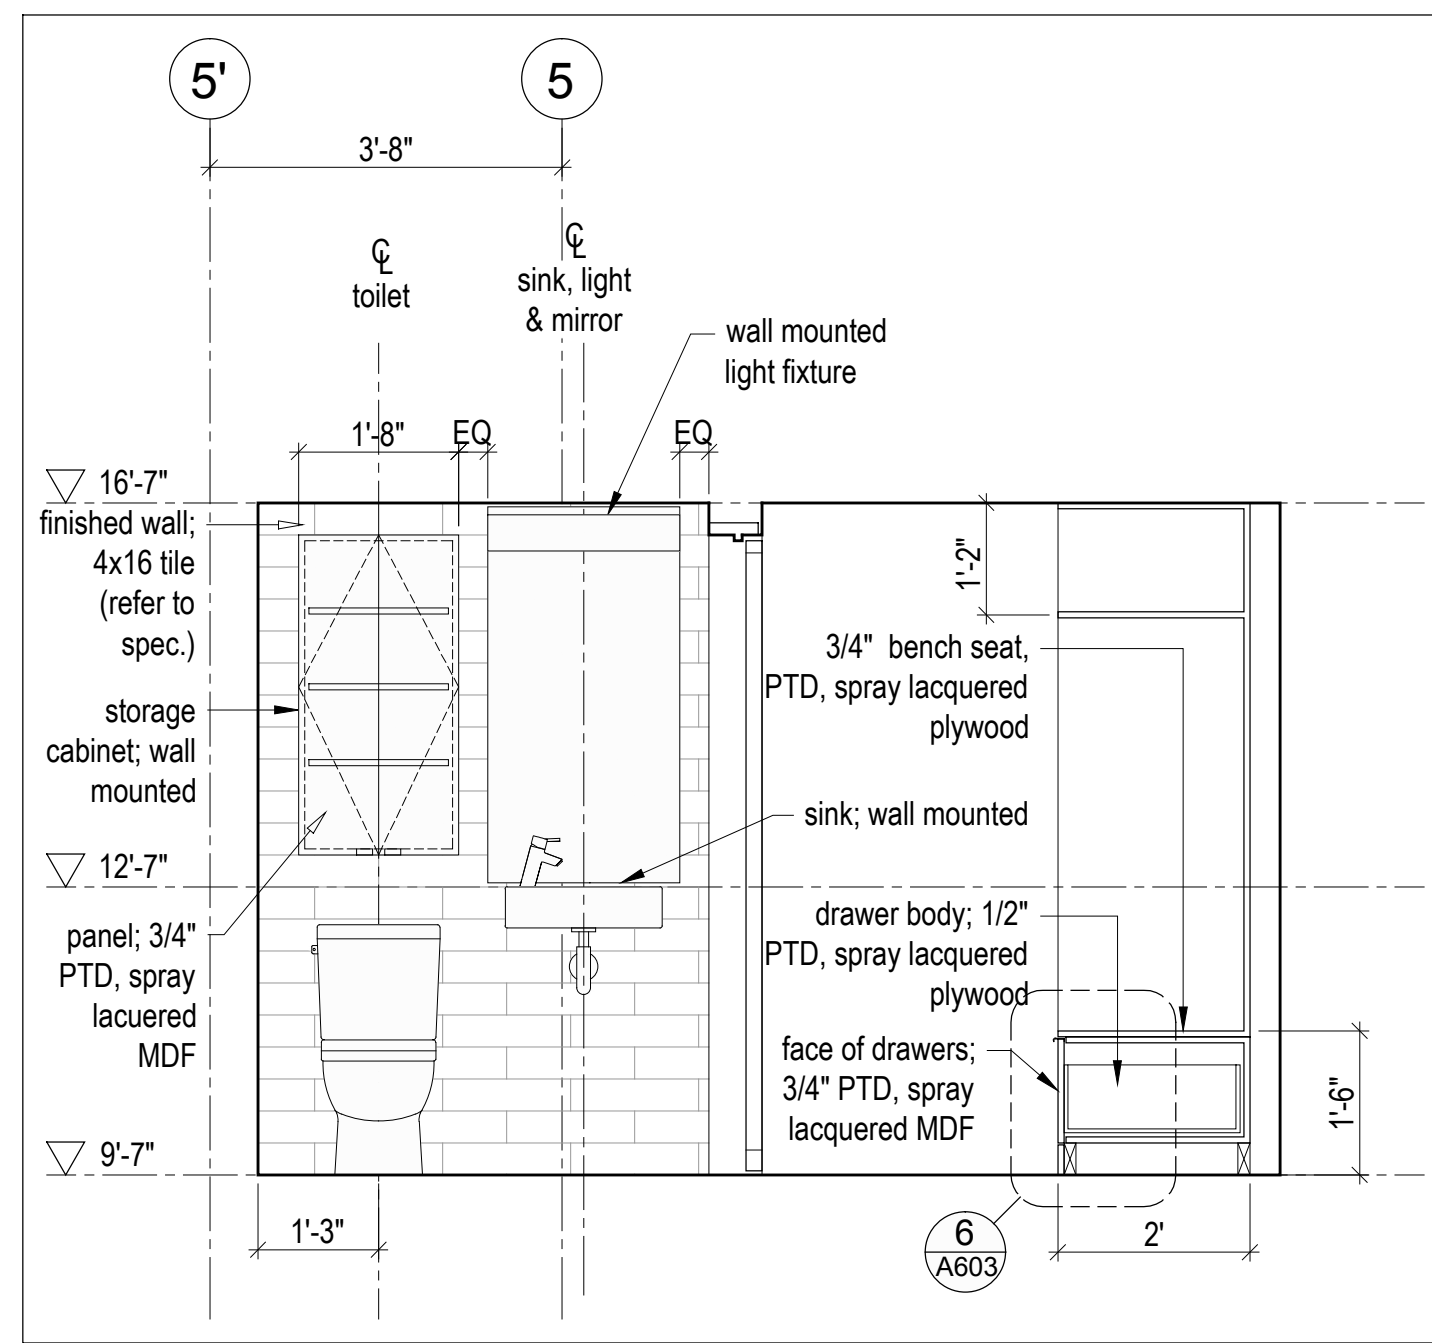 5'
5
3'-8"
℄
toilet
℄
sink, light
& mirror
wall mounted
light fixture
1'-8"
EQ
EQ
16'-7"
finished wall;
4x16 tile
(refer to
spec.)
1'-2"
3/4" bench seat,
PTD, spray lacquered
plywood
storage
cabinet; wall
mounted
sink; wall mounted
12'-7"
drawer body; 1/2"
PTD, spray lacquered
plywood
panel; 3/4"
PTD, spray
lacuered
MDF
face of drawers;
3/4" PTD, spray
lacquered MDF
1'-6"
9'-7"
1'-3"
6
A603
2'